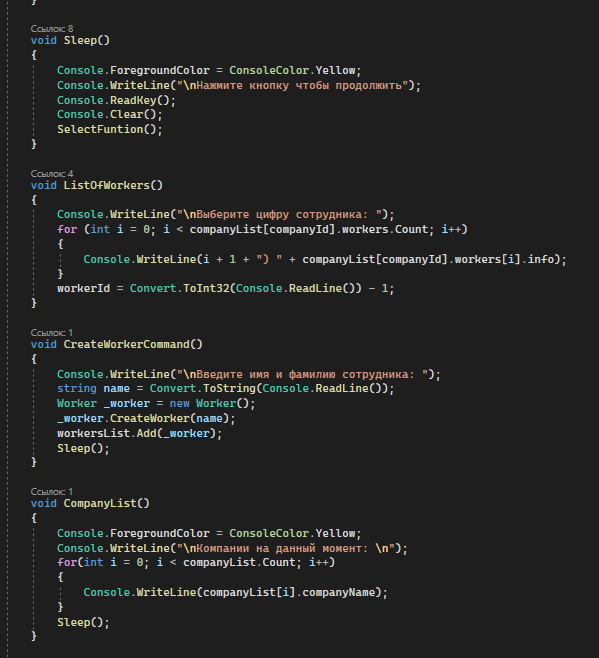 }
Ссылок: 8
void Sleep()
{
Console.ForegroundColor = ConsoleColor.Yellow;
Console.WriteLine("\nНажмите кнопку чтобы продолжить");
Console.ReadKey();
Console.Clear();
SelectFuntion();
}
Ссылок: 4
void ListOfWorkers()
{
Console.WriteLine("\nВыберите цифру сотрудника: ");
for (int i = 0; i < companyList[companyId].workers.Count; i++)
{
Console.WriteLine(i + 1 + ") " + companyList[companyId].workers[i].info);
}
workerId = Convert.ToInt32(Console.ReadLine()) - 1;
}
Ссылок: 1
void CreateWorkerCommand()
{
Console.WriteLine("\nВведите имя и фамилию сотрудника: ");
string name = Convert.ToString(Console.ReadLine());
Worker _worker = new Worker();
_worker.CreateWorker(name);
workersList.Add(_worker);
Sleep();
}
Ссылок: 1
void CompanyList()
{
Console.ForegroundColor = ConsoleColor.Yellow;
Console.WriteLine("\nКомпании на данный момент: \n");
for(int i = 0; i < companyList.Count; i++)
{
Console.WriteLine(companyList[i].companyName);
}
Sleep();
}